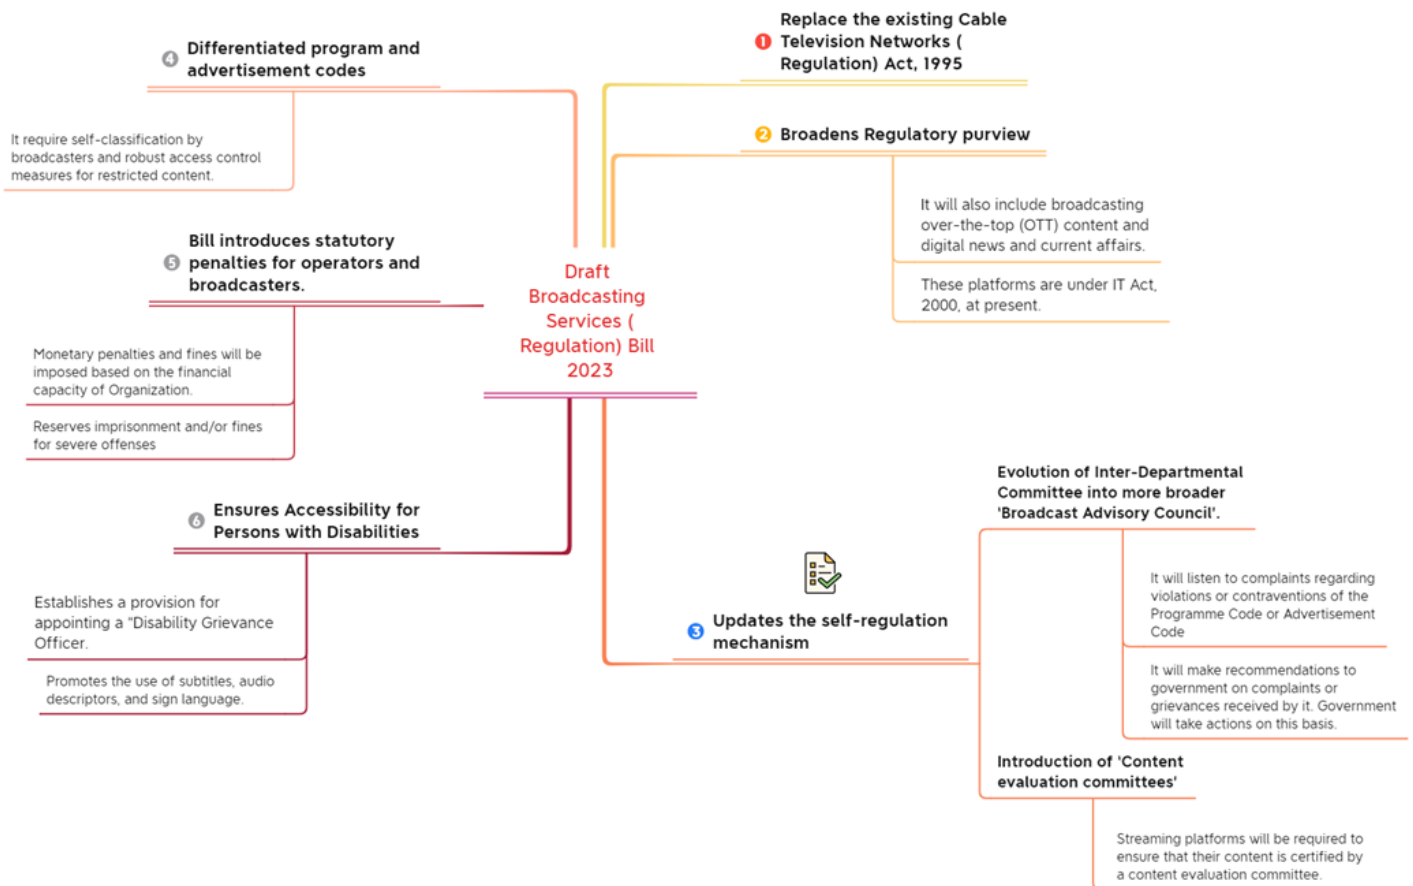 Draft
Broadcasting
Services (
Regulation) Bill
2023
1
Replace the existing Cable
Television Networks (
Regulation) Act, 1995
2
Broadens Regulatory purview
It will also include broadcasting
over-the-top (OTT) content and
digital news and current affairs.
These platforms are under IT Act,
2000, at present.
3
Updates the self-regulation
mechanism
Evolution of Inter-Departmental
Committee into more broader
'Broadcast Advisory Council'.
It will listen to complaints regarding
violations or contraventions of the
Programme Code or Advertisement
Code
It will make recommendations to
government on complaints or
grievances received by it. Government
will take actions on this basis.
Introduction of 'Content
evaluation committees'
Streaming platforms will be required to
ensure that their content is certified by
a content evaluation committee.
4
Differentiated program and
advertisement codes
It require self-classification by
broadcasters and robust access control
measures for restricted content.
5
Bill introduces statutory
penalties for operators and
broadcasters.
Monetary penalties and fines will be
imposed based on the financial
capacity of Organization.
Reserves imprisonment and/or fines
for severe offenses
6
Ensures Accessibility for
Persons with Disabilities
Establishes a provision for
appointing a "Disability Grievance
Officer.
Promotes the use of subtitles, audio
descriptors, and sign language.